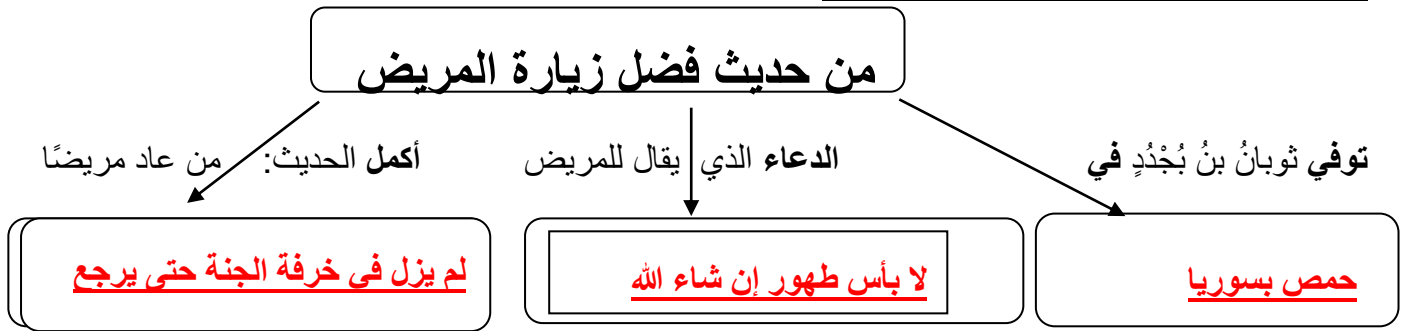 من حديث فضل زيارة المريض
توفي ثوبانُ بنُ بُجْدُدٍ في
الدعاء الذي يقال للمريض
أكمل الحديث: من عاد مريضًا
حمص بسوريا
لا بأس طهور إن شاء الله
لم يزل في خرفة الجنة حتى يرجع